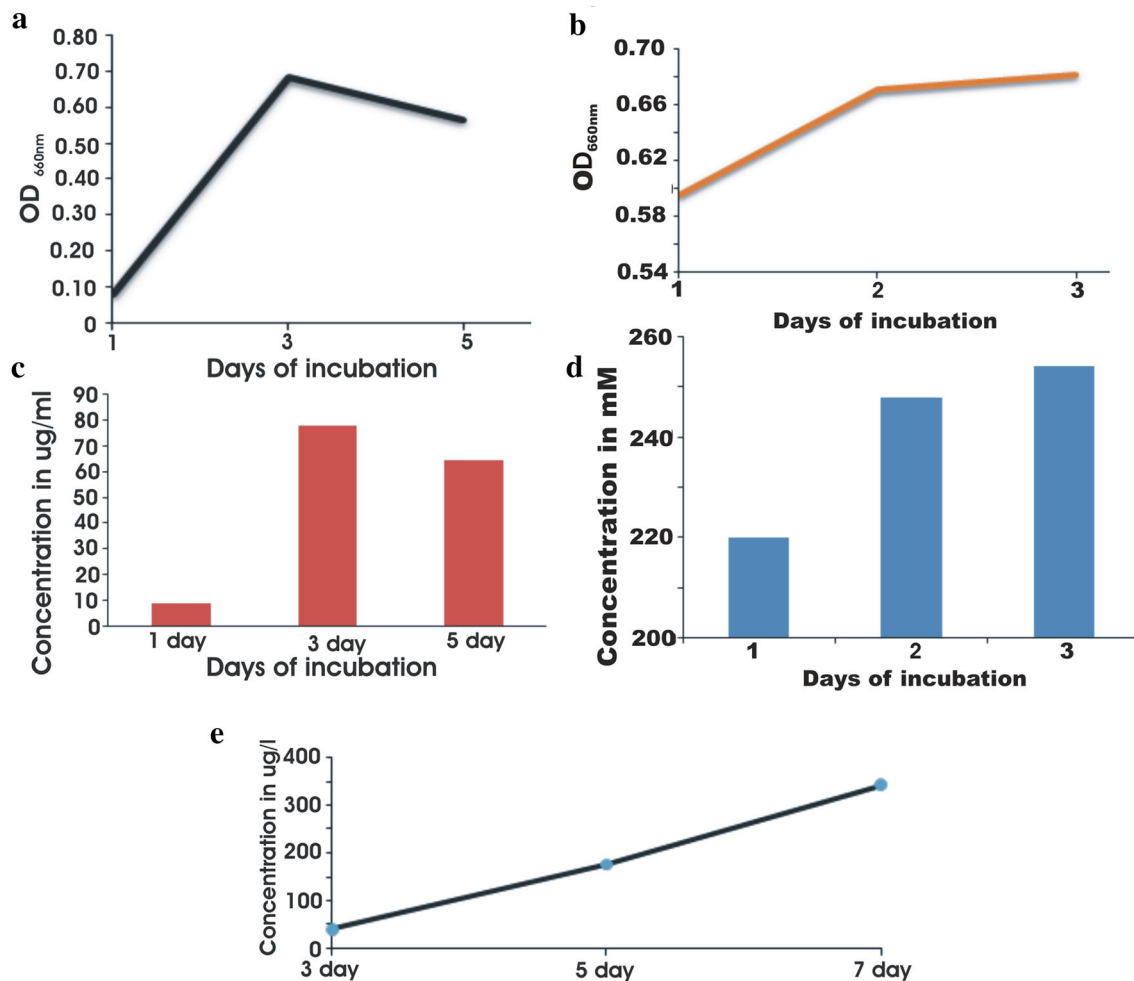 a
0.80
0.70
0.60
0.50
0.40
0.30
0.20
0.10
0
OD 660nm
1 3 5
Days of incubation
b
0.70
0.66
0.62
0.58
0.54
OD660nm
1 2 3
Days of incubation
c
90
80
70
60
50
40
30
20
10
0
Concentration in ug/ml
1 day 3 day 5 day
Days of incubation
d
260
240
220
200
Concentration in mM
1 2 3
Days of incubation
e
400
300
200
100
0
Concentration in ug/l
3 day 5 day 7 day